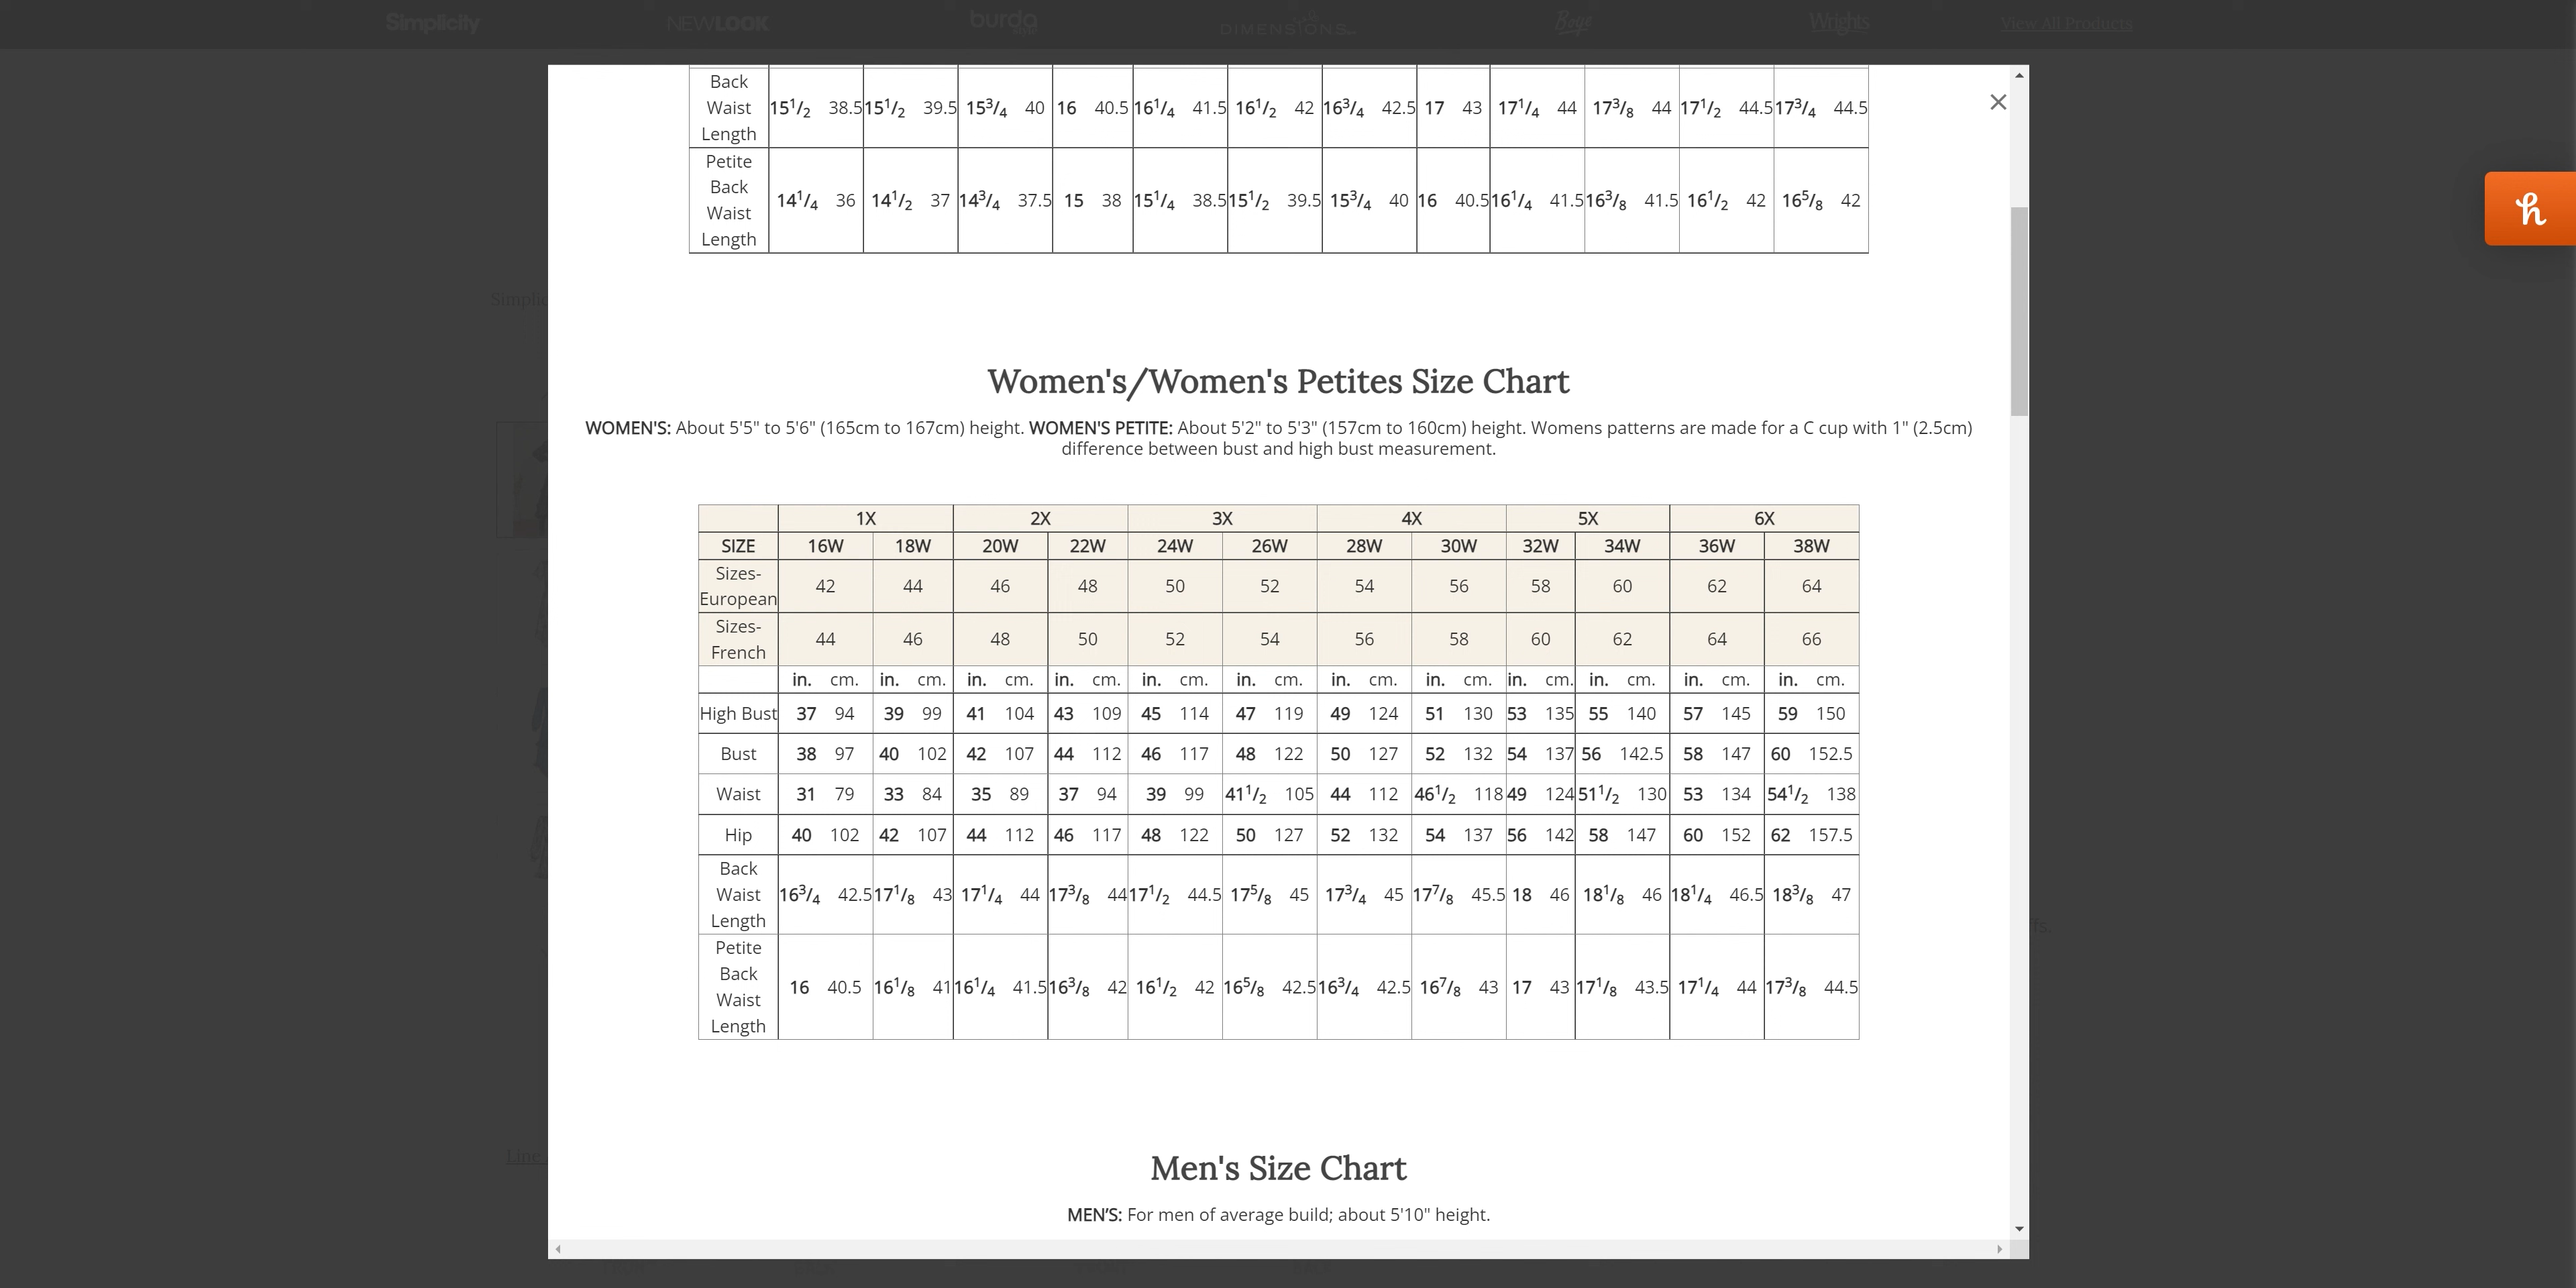 Simplicity NEWLOOK burda style DIMENSIONS Boye Wrights View All Products
Back Waist Length 15 1/2 38.5 15 1/2 39.5 15 3/4 40 16 40.5 16 1/4 41.5 16 1/2 42 16 3/4 42.5 17 43 17 1/4 44 17 3/8 44 17 1/2 44.5 17 3/4 44.5
Petite Back Waist Length 14 1/4 36 14 1/2 37 14 3/4 37.5 15 38 15 1/4 38.5 15 1/2 39.5 15 3/4 40 16 40.5 16 1/4 41.5 16 3/8 41.5 16 1/2 42 16 5/8 42
Women's/Women's Petites Size Chart
WOMEN'S: About 5'5" to 5'6" (165cm to 167cm) height. WOMEN'S PETITE: About 5'2" to 5'3" (157cm to 160cm) height. Womens patterns are made for a C cup with 1" (2.5cm)
difference between bust and high bust measurement.
1X 2X 3X 4X 5X 6X
SIZE 16W 18W 20W 22W 24W 26W 28W 30W 32W 34W 36W 38W
Sizes-European 42 44 46 48 50 52 54 56 58 60 62 64
Sizes-French 44 46 48 50 52 54 56 58 60 62 64 66
in. cm. in. cm. in. cm. in. cm. in. cm. in. cm. in. cm. in. cm. in. cm. in. cm. in. cm. in. cm.
High Bust 37 94 39 99 41 104 43 109 45 114 47 119 49 124 51 130 53 135 55 140 57 145 59 150
Bust 38 97 40 102 42 107 44 112 46 117 48 122 50 127 52 132 54 137 56 142.5 58 147 60 152.5
Waist 31 79 33 84 35 89 37 94 39 99 41 1/2 105 44 112 46 1/2 118 49 124 51 1/2 130 53 134 54 1/2 138
Hip 40 102 42 107 44 112 46 117 48 122 50 127 52 132 54 137 56 142 58 147 60 152 62 157.5
Back Waist Length 16 3/4 42.5 17 1/8 43 17 1/4 44 17 3/8 44 17 1/2 44.5 17 5/8 45 17 3/4 45 17 7/8 45.5 18 46 18 1/8 46 18 1/4 46.5 18 3/8 47
Petite Back Waist Length 16 40.5 16 1/8 41 16 1/4 41.5 16 3/8 42 16 1/2 42 16 5/8 42.5 16 3/4 42.5 16 7/8 43 17 43 17 1/8 43.5 17 1/4 44 17 3/8 44.5
Men's Size Chart
MEN'S: For men of average build; about 5'10" height.